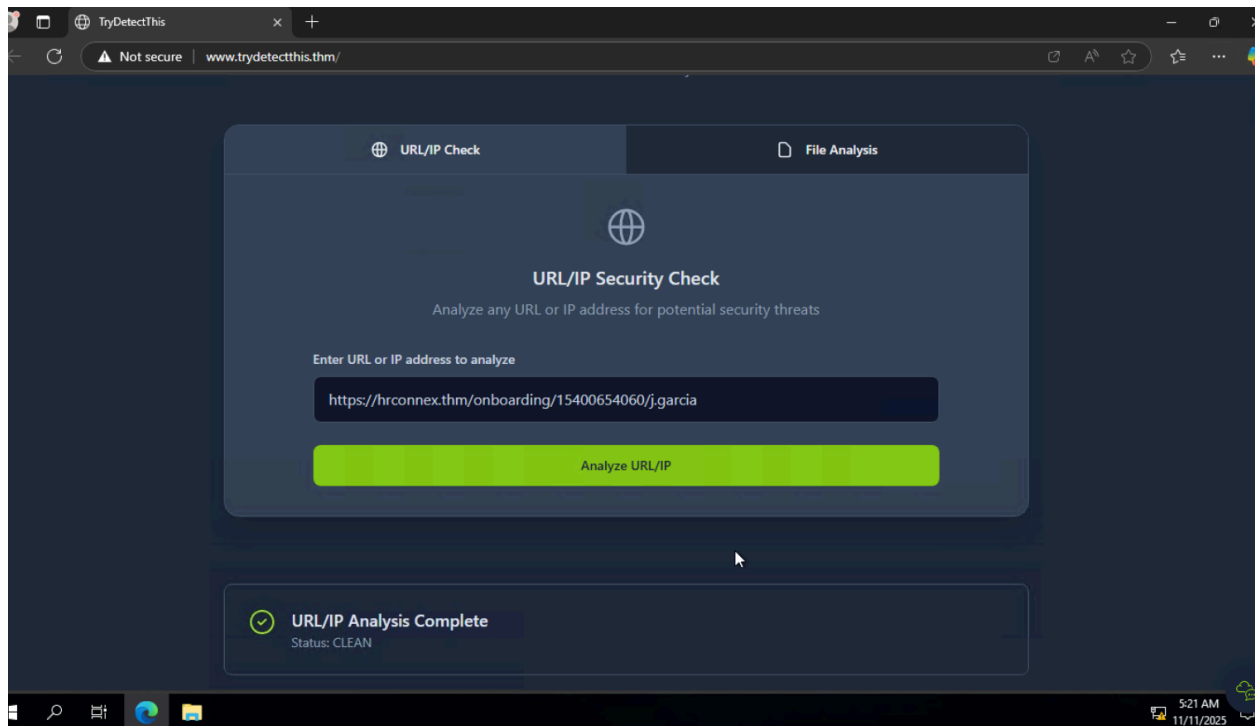 TryDetectThis
Not secure
www.trydetectthis.thm/
URL/IP Check
File Analysis
URL/IP Security Check
Analyze any URL or IP address for potential security threats
Enter URL or IP address to analyze
https://hrconnex.thm/onboarding/15400654060/j.garcia
Analyze URL/IP
URL/IP Analysis Complete
Status: CLEAN
5:21 AM
11/11/2025